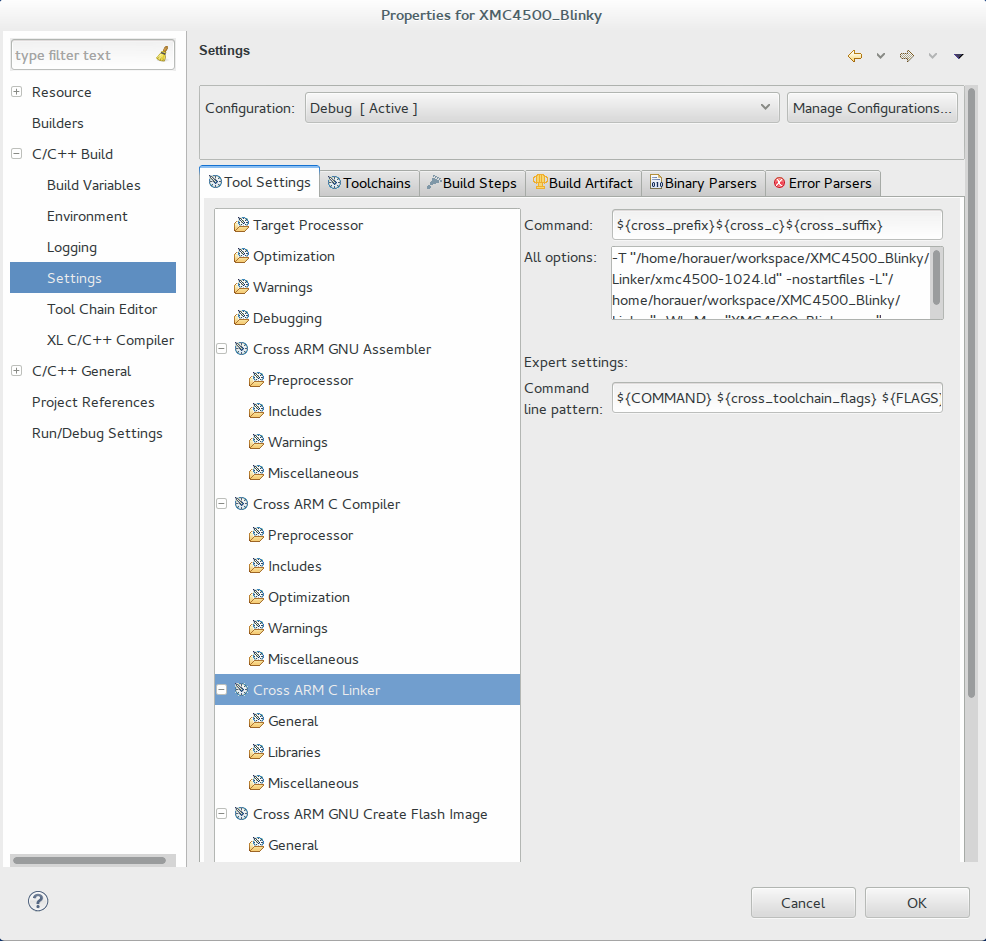 Properties for XMC4500_Blinky
type filter text
Resource
Builders
C/C++ Build
Build Variables
Environment
Logging
Settings
Tool Chain Editor
XL C/C++ Compiler
C/C++ General
Project References
Run/Debug Settings
Settings
Configuration:
Debug [ Active ]
Manage Configurations...
Tool Settings
Toolchains
Build Steps
Build Artifact
Binary Parsers
Error Parsers
Target Processor
Optimization
Warnings
Debugging
Cross ARM GNU Assembler
Preprocessor
Includes
Warnings
Miscellaneous
Cross ARM C Compiler
Preprocessor
Includes
Optimization
Warnings
Miscellaneous
Cross ARM C Linker
General
Libraries
Miscellaneous
Cross ARM GNU Create Flash Image
General
Command:
${cross_prefix}${cross_c}${cross_suffix}
All options:
-T "/home/horauer/workspace/XMC4500_Blinky/
Linker/xmc4500-1024.ld" -nostartfiles -L"/
home/horauer/workspace/XMC4500_Blinky/
Expert settings:
Command
line pattern:
${COMMAND} ${cross_toolchain_flags} ${FLAGS}
Cancel
OK